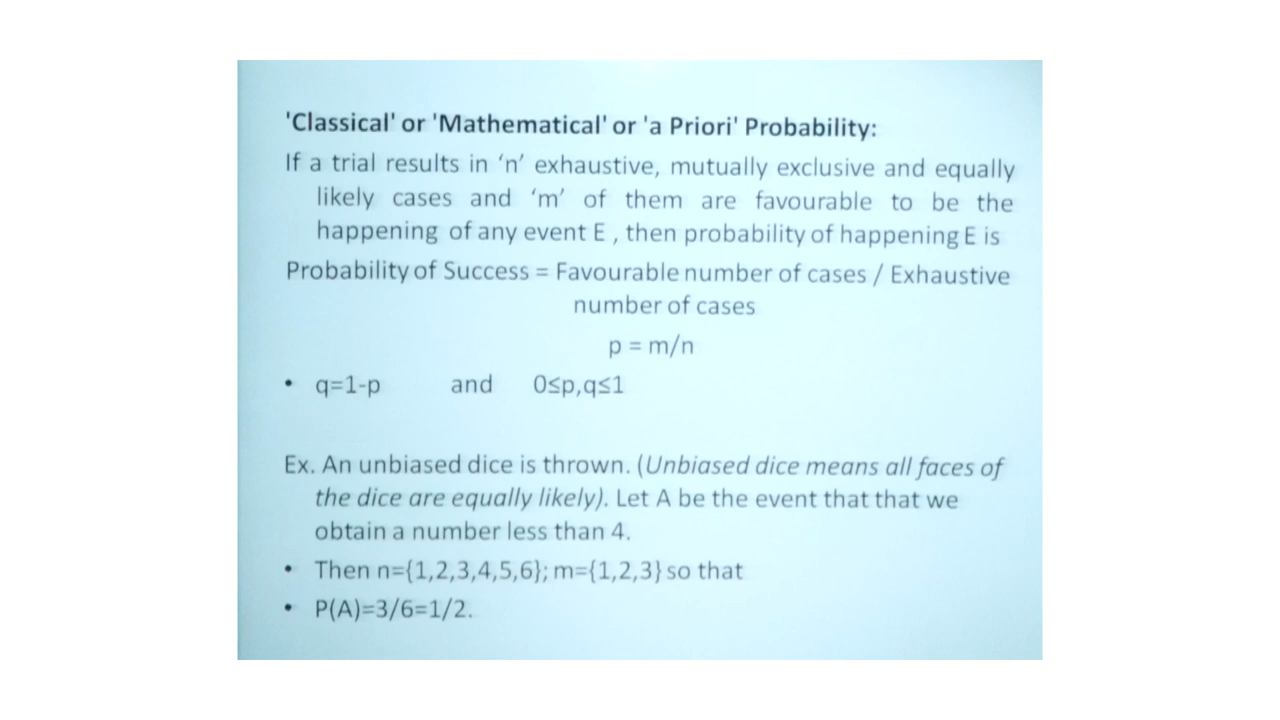 'Classical' or 'Mathematical' or 'a Priori' Probability:
If a trial results in ‘n’ exhaustive, mutually exclusive and equally
likely cases and ‘m’ of them are favourable to be the
happening of any event E , then probability of happening E is
Probability of Success = Favourable number of cases / Exhaustive
number of cases
p = m/n
• q=1-p and 0≤p,q≤1
Ex. An unbiased dice is thrown. (Unbiased dice means all faces of
the dice are equally likely). Let A be the event that that we
obtain a number less than 4.
• Then n={1,2,3,4,5,6}; m={1,2,3} so that
• P(A)=3/6=1/2.